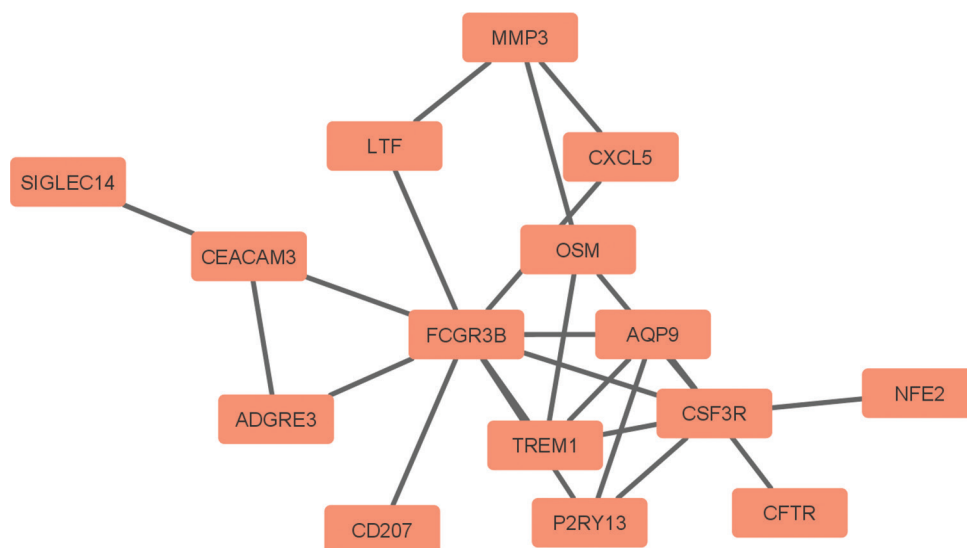 MMP3
LTF
CXCL5
SIGLEC14
CEACAM3
OSM
FCGR3B
AQP9
NFE2
CSF3R
ADGRE3
TREM1
CD207
P2RY13
CFTR